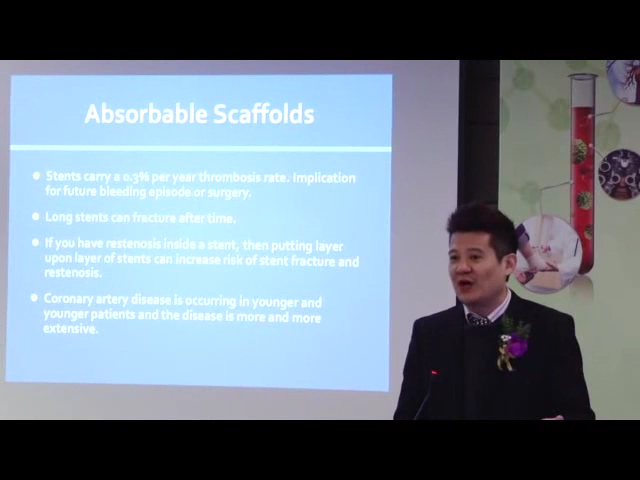 Absorbable Scaffolds
Stents carry a 0.3% per year thrombosis rate. Implication
for future bleeding episode or surgery.
Long stents can fracture after time.
If you have restenosis inside a stent, then putting layer
upon layer of stents can increase risk of stent fracture and
restenosis.
Coronary artery disease is occurring in younger and
younger patients and the disease is more and more
extensive.